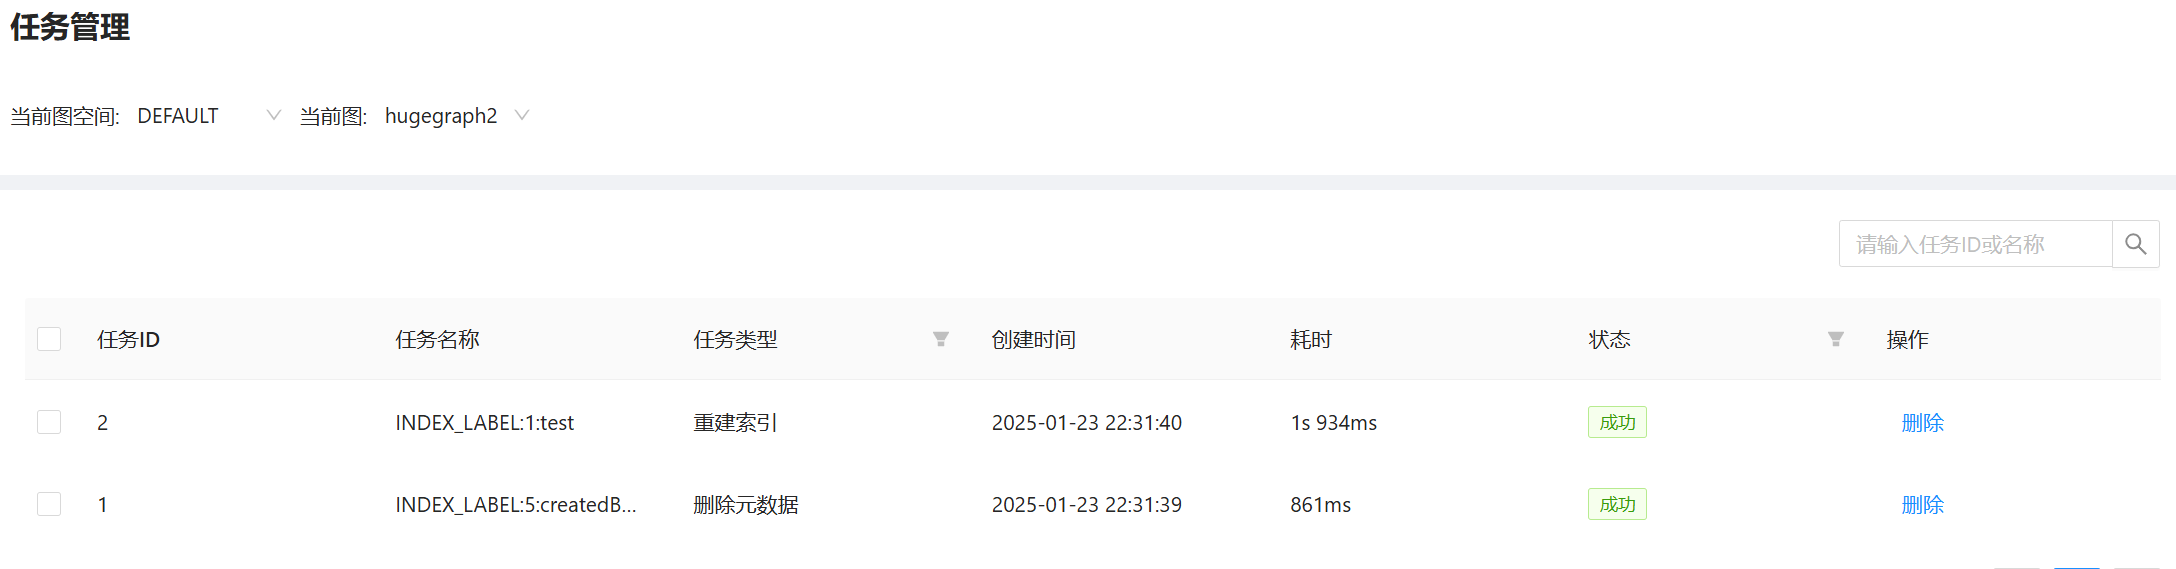 任务管理
当前图空间: DEFAULT 当前图: hugegraph2
请输入任务ID或名称
任务ID 任务名称 任务类型 创建时间 耗时 状态 操作
2 INDEX_LABEL:1:test 重建索引 2025-01-23 22:31:40 1s 934ms 成功 删除
1 INDEX_LABEL:5:createdB... 删除元数据 2025-01-23 22:31:39 861ms 成功 删除